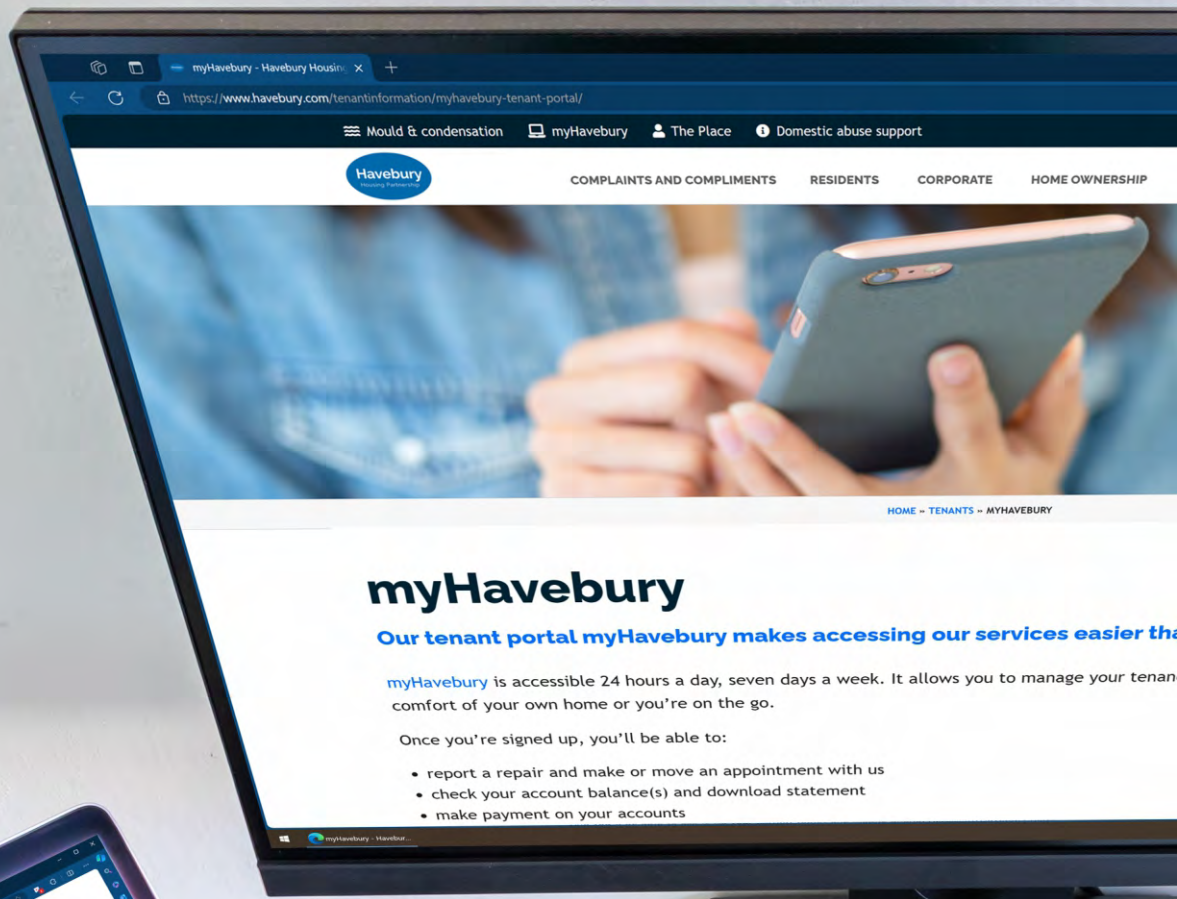 myHavebury - Havebury Housin
https://www.havebury.com/tenantinformation/myhavebury-tenant-portal/
Mould & condensation myHavebury The Place Domestic abuse support
Havebury
Housing Partnership
COMPLAINTS AND COMPLIMENTS RESIDENTS CORPORATE HOME OWNERSHIP
HOME » TENANTS » MYHAVEBURY
myHavebury
Our tenant portal myHavebury makes accessing our services easier tha
myHavebury is accessible 24 hours a day, seven days a week. It allows you to manage your tenanc
comfort of your own home or you're on the go.
Once you're signed up, you'll be able to:
• report a repair and make or move an appointment with us
• check your account balance(s) and download statement
• make payment on your accounts
myHavebury - Havebur...